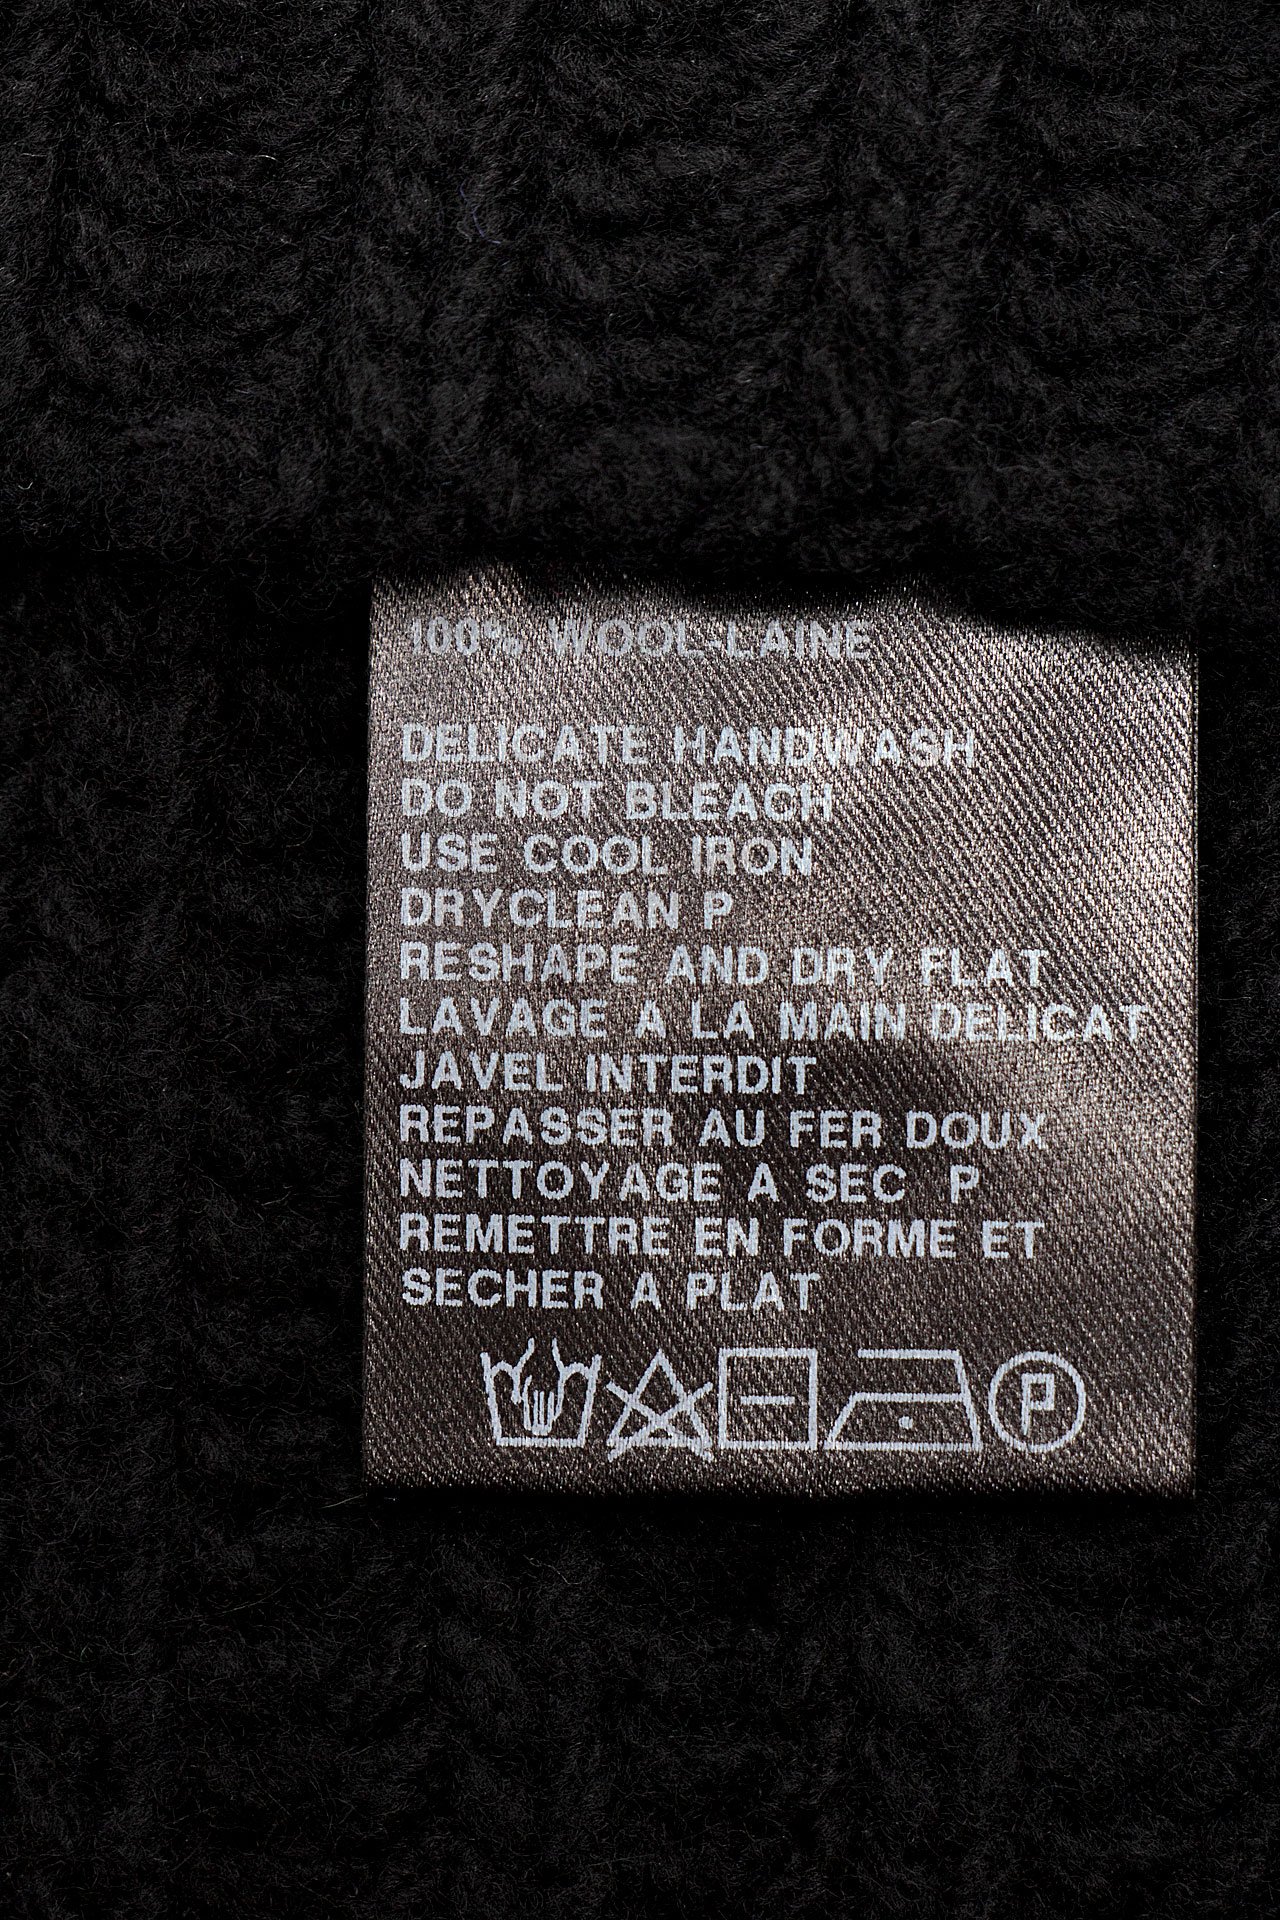 100% WOOL-LAINE
DELICATE HANDWASH
DO NOT BLEACH
USE COOL IRON
DRYCLEAN P
RESHAPE AND DRY FLAT
LAVAGE A LA MAIN DELICAT
JAVEL INTERDIT
REPASSER AU FER DOUX
NETTOYAGE A SEC P
REMETTRE EN FORME ET
SECHER A PLAT
P